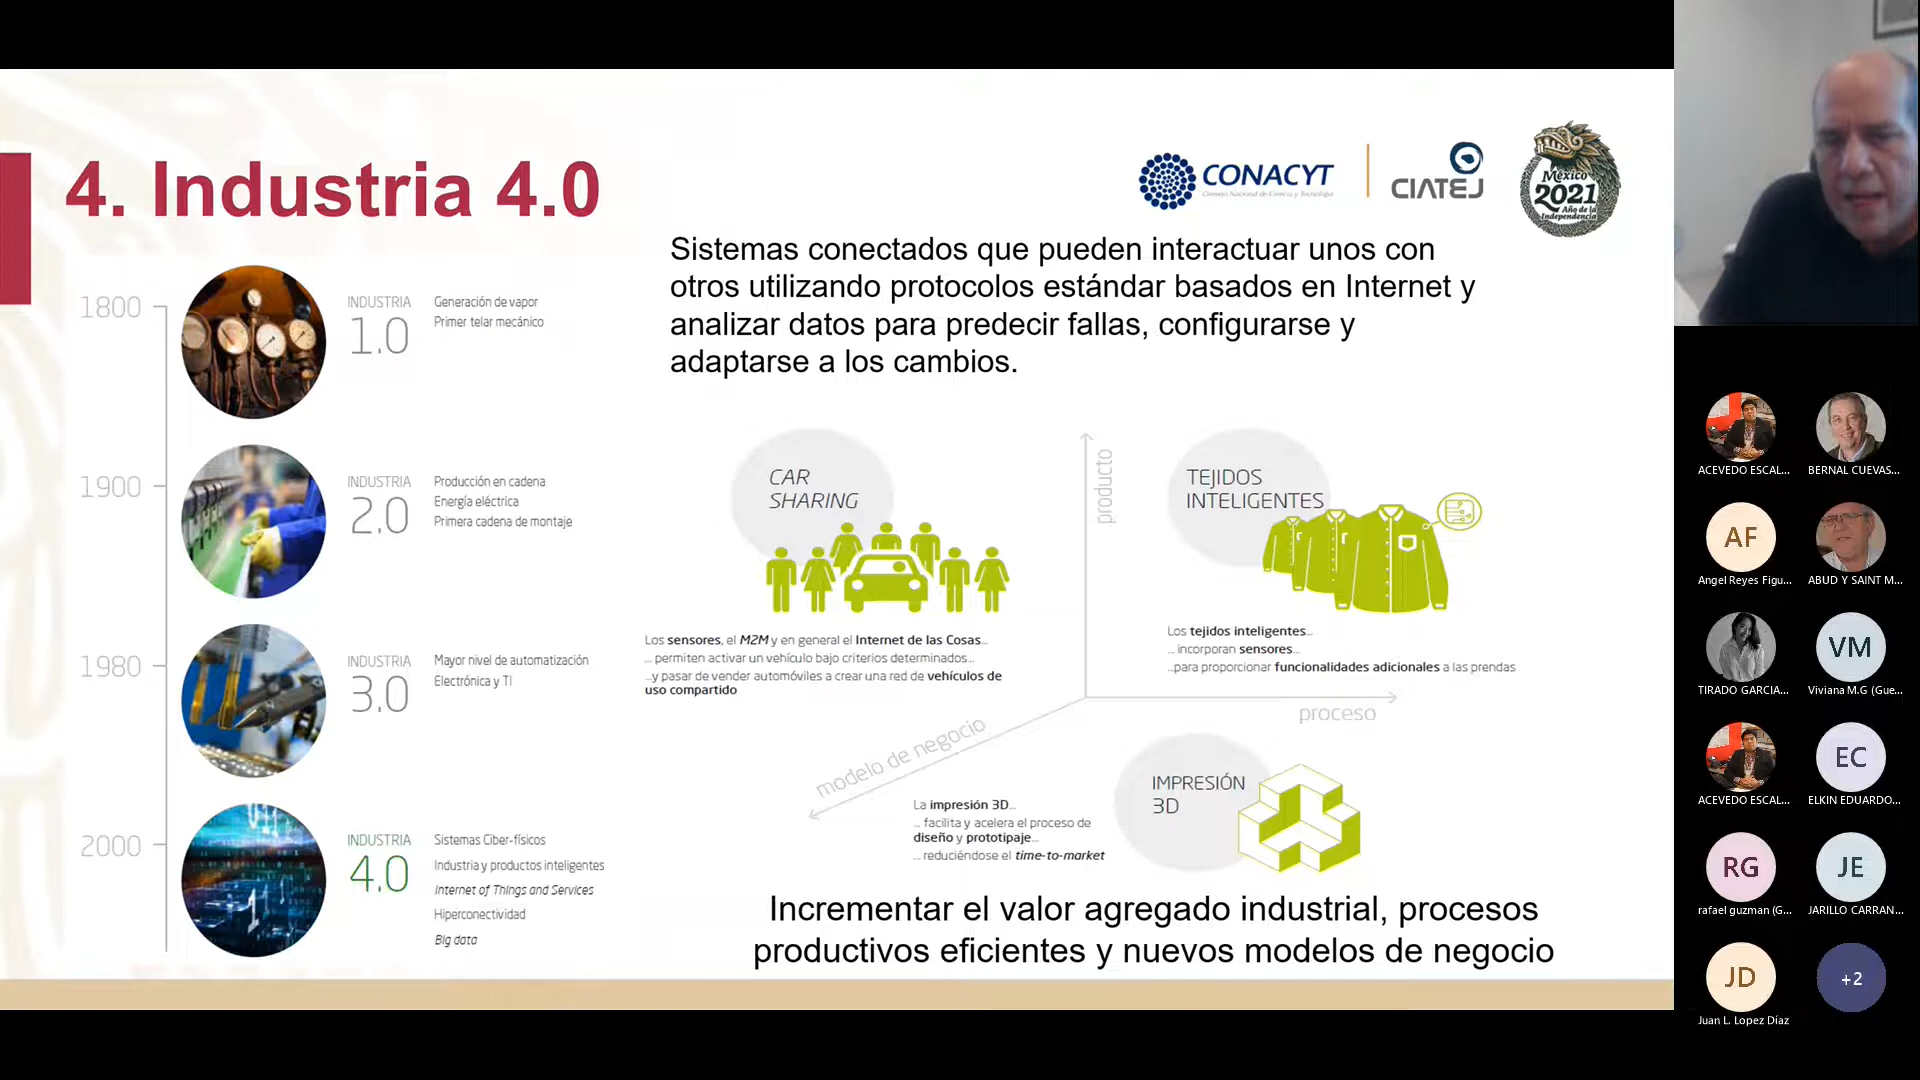 4. Industria 4.0
CONACYT
Consejo Nacional de Ciencia y Tecnología
CIATEJ
México
2021
Año de la
Independencia
Sistemas conectados que pueden interactuar unos con
otros utilizando protocolos estándar basados en Internet y
analizar datos para predecir fallas, configurarse y
adaptarse a los cambios.
1800
INDUSTRIA
1.0
Generación de vapor
Primer telar mecánico
1900
INDUSTRIA
2.0
Producción en cadena
Energía eléctrica
Primera cadena de montaje
1980
INDUSTRIA
3.0
Mayor nivel de automatización
Electrónica y TI
2000
INDUSTRIA
4.0
Sistemas Ciber-físicos
Industria y productos inteligentes
Internet of Things and Services
Hiperconectividad
Big data
CAR
SHARING
Los sensores, el M2M y en general el Internet de las Cosas...
... permiten activar un vehículo bajo criterios determinados...
...y pasar de vender automóviles a crear una red de vehículos de
uso compartido
producto
proceso
modelo de negocio
TEJIDOS
INTELIGENTES
Los tejidos inteligentes...
... incorporan sensores...
...para proporcionar funcionalidades adicionales a las prendas
IMPRESIÓN
3D
La impresión 3D...
... facilita y acelera el proceso de
diseño y prototipaje...
... reduciéndose el time-to-market
Incrementar el valor agregado industrial, procesos
productivos eficientes y nuevos modelos de negocio
ACEVEDO ESCAL...
BERNAL CUEVAS...
AF
Angel Reyes Figu...
ABUD Y SAINT M...
TIRADO GARCIA...
VM
Viviana M.G (Gue...
ACEVEDO ESCAL...
EC
ELKIN EDUARDO...
RG
rafael guzman (G...
JE
JARILLO CARRAN...
JD
Juan L. Lopez Díaz
+2